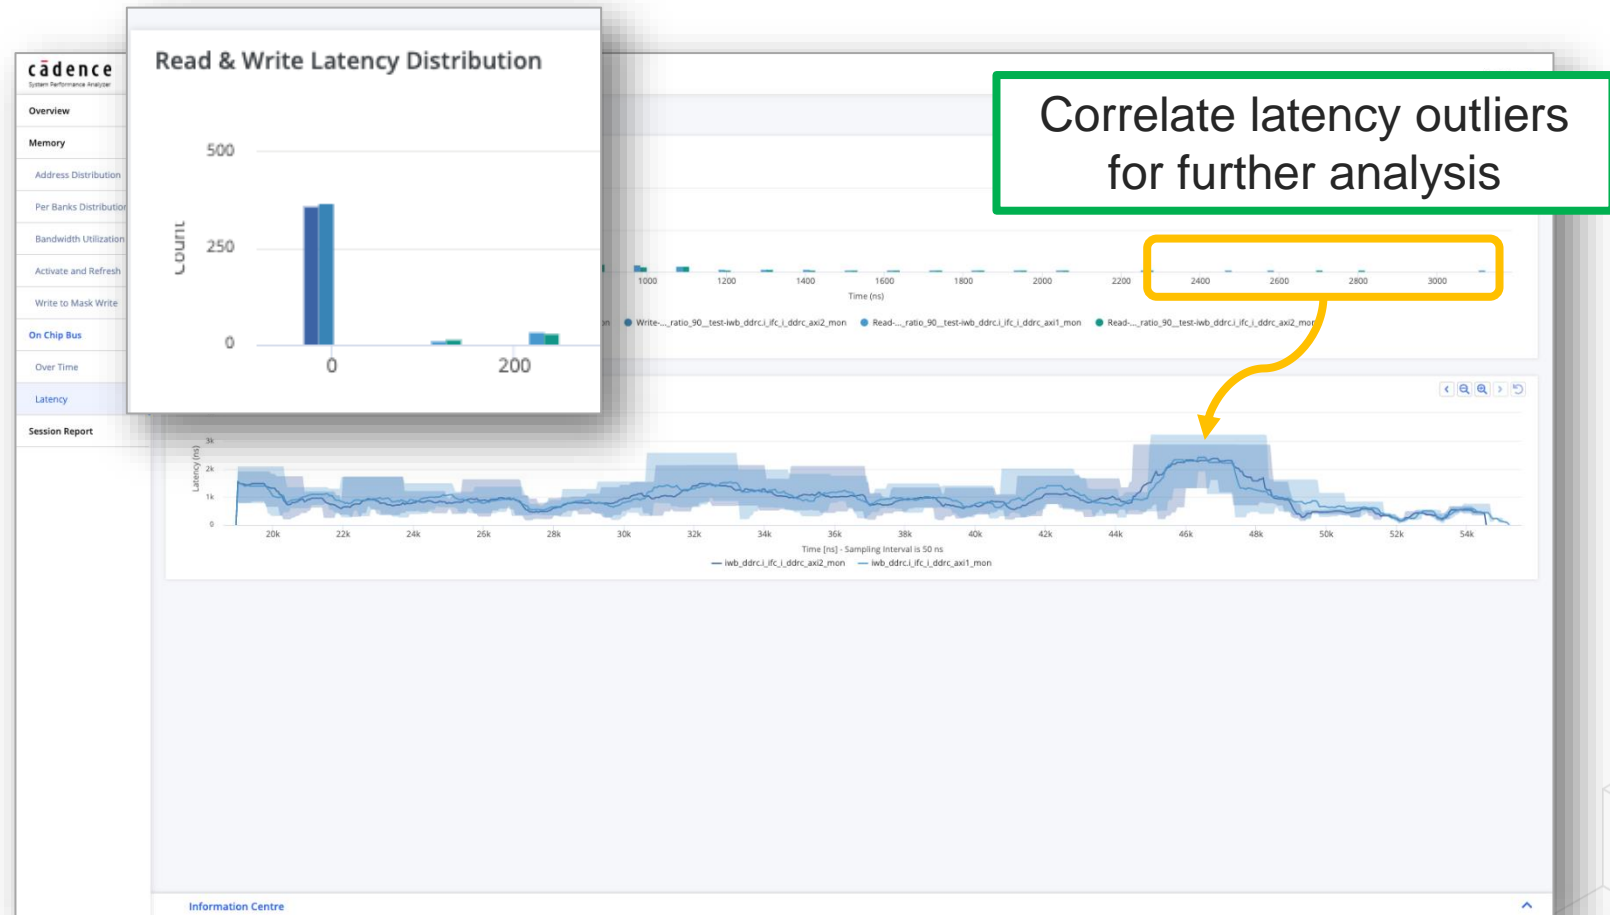 Read & Write Latency Distribution
500
250
0
Count
0
200
Correlate latency outliers
for further analysis
cādence
System Performance Analyzer
Overview
Memory
Address Distribution
Per Banks Distribution
Bandwidth Utilization
Activate and Refresh
Write to Mask Write
On Chip Bus
Over Time
Latency
Session Report
1000 1200 1400 1600 1800 2000 2200 2400 2600 2800 3000
Time (ns)
on Write-..._ratio_90__test-iwb_ddrc.i_ifc_i_ddrc_axi2_mon Read-..._ratio_90__test-iwb_ddrc.i_ifc_i_ddrc_axi1_mon Read-..._ratio_90__test-iwb_ddrc.i_ifc_i_ddrc_axi2_mon
3k
2k
1k
0
Latency (ns)
20k 22k 24k 26k 28k 30k 32k 34k 36k 38k 40k 42k 44k 46k 48k 50k 52k 54k
Time [ns] - Sampling Interval is 50 ns
iwb_ddrc.i_ifc_i_ddrc_axi2_mon iwb_ddrc.i_ifc_i_ddrc_axi1_mon
Information Centre